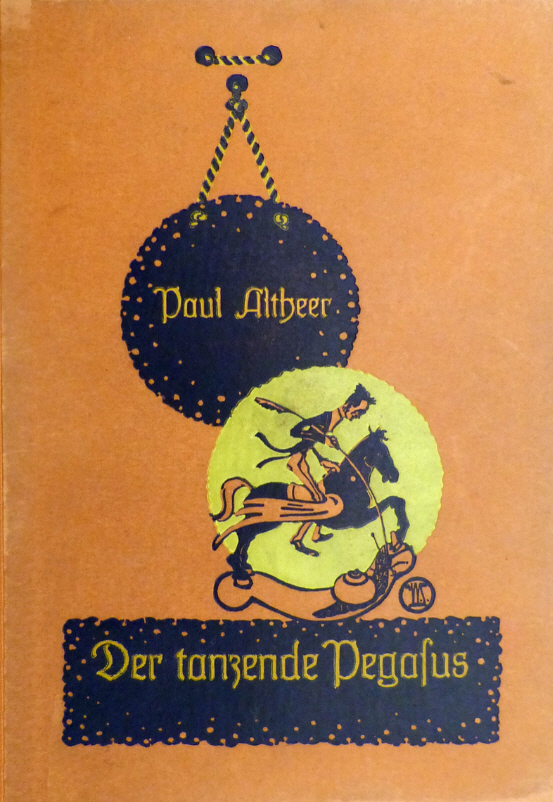 Paul Altheer
Der tanzende Pegaſus